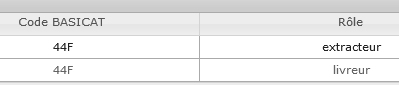 Code BASICAT Rôle
44F extracteur
44F livreur